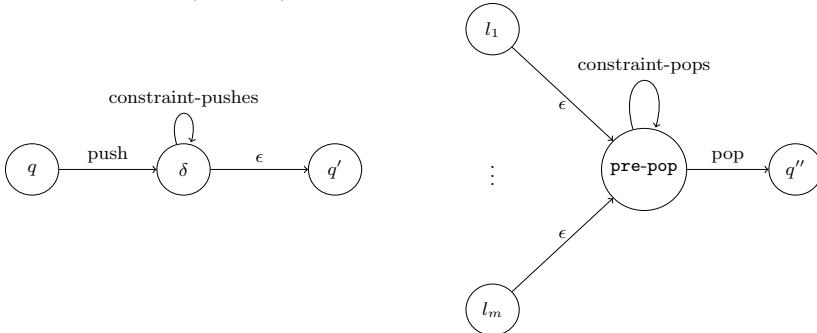 constraint-pushes
q
push
δ
ϵ
q′
l1
ϵ
constraint-pops
⋮
pre-pop
pop
q′′
ϵ
lm